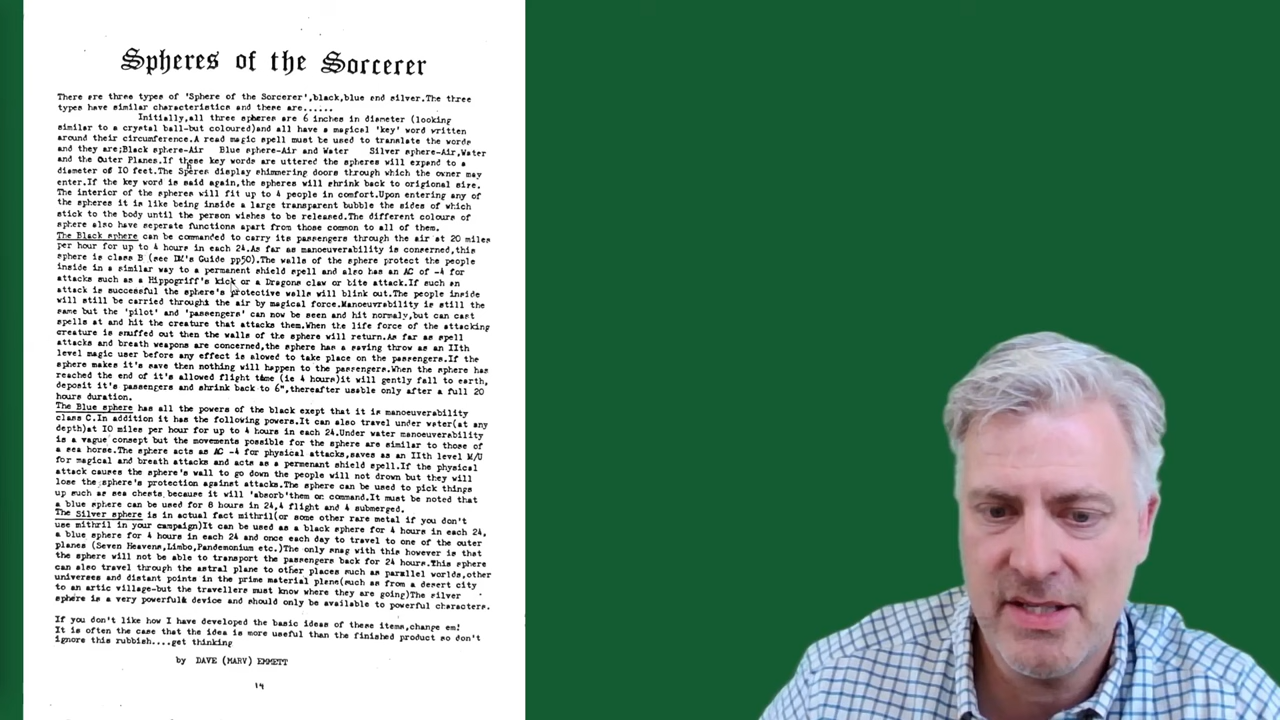 Spheres of the Sorcerer
There are three types of 'Sphere of the Sorcerer',black,blue and silver.The three
types have similar characteristics and these are......
Initially,all three spheres are 6 inches in diameter (looking
similar to a crystal ball-but coloured)and all have a magical 'key' word written
around their circumference.A read magic spell must be used to translate the words
and they are;Black sphere-Air Blue sphere-Air and Water Silver sphere-Air,Water
and the Outer Planes.If these key words are uttered the spheres will expand to a
diameter of IO feet.The Speres display shimmering doors through which the owner may
enter.If the key word is said again,the spheres will shrink back to origional size.
The interior of the spheres will fit up to 4 people in comfort.Upon entering any of
the spheres it is like being inside a large transparent bubble the sides of which
stick to the body until the person wishes to be released.The different colours of
sphere also have seperate functions apart from those common to all of them.
The Black sphere can be commanded to carry its passengers through the air at 20 miles
per hour for up to 4 hours in each 24.As far as manoeuverability is conserned,this
sphere is class B (see DM's Guide pp50).The walls of the sphere protect the people
inside in a similar way to a permanent shield spell and also has an AC of -4 for
attacks such as a Hippogriff's kick or a Dragons claw or bite attack.If such an
attack is successful the sphere's protective walls will blink out.The people inside
will still be carried throught the air by magical force.Manoeuvrability is still the
same but the 'pilot' and 'passengers' can now be seen and hit normaly,but can cast
spells at and hit the creature that attacks them.When the life force of the attacking
creature is snuffed out then the walls of the sphere will return.As far as spell
attacks and breath weapons are concerned,the sphere has a saving throw as an IIth
level magic user before any effect is alowed to take place on the passengers.If the
sphere makes it's save then nothing will happen to the passengers.When the sphere has
reached the end of it's allowed flight time (ie 4 hours)it will gently fall to earth,
deposit it's passengers and shrink back to 6",thereafter usable only after a full 20
hours duration.
The Blue sphere has all the powers of the black exept that it is manoeuverability
class C.In addition it has the following powers.It can also travel under water(at any
depth)at IO miles per hour for up to 4 hours in each 24.Under water manoeuverability
is a vague consept but the movements possible for the sphere are similar to those of
a sea horse.The sphere acts as AC -4 for physical attacks,saves as an IIth level M/U
for magical and breath attacks and acts as a permenant shield spell.If the physical
attack causes the sphere's wall to go down the people will not drown but they will
lose the sphere's protection against attacks.The sphere can be used to pick things
up such as sea chests because it will 'absorb'them on command.It must be noted that
a blue sphere can be used for 8 hours in 24,4 flight and 4 submerged.
The Silver sphere is in actual fact mithril(or some other rare metal if you don't
use mithril in your campaign)It can be used as a black sphere for 4 hours in each 24,
a blue sphere for 4 hours in each 24 and once each day to travel to one of the outer
planes (Seven Heavens,Limbo,Pandemonium etc.)The only snag with this however is that
the sphere will not be able to transport the passengers back for 24 hours.This sphere
can also travel through the astral plane to other places such as parallel worlds,other
universes and distant points in the prime material plane(such as from a desert city
to an artic village-but the travellers must know where they are going)The silver
sphere is a very powerful device and should only be available to powerful characters.
If you don't like how I have developed the basic ideas of these items,change em!
It is often the case that the idea is more useful than the finished product so don't
ignore this rubbish....get thinking
by DAVE (MARV) EMMETT
14